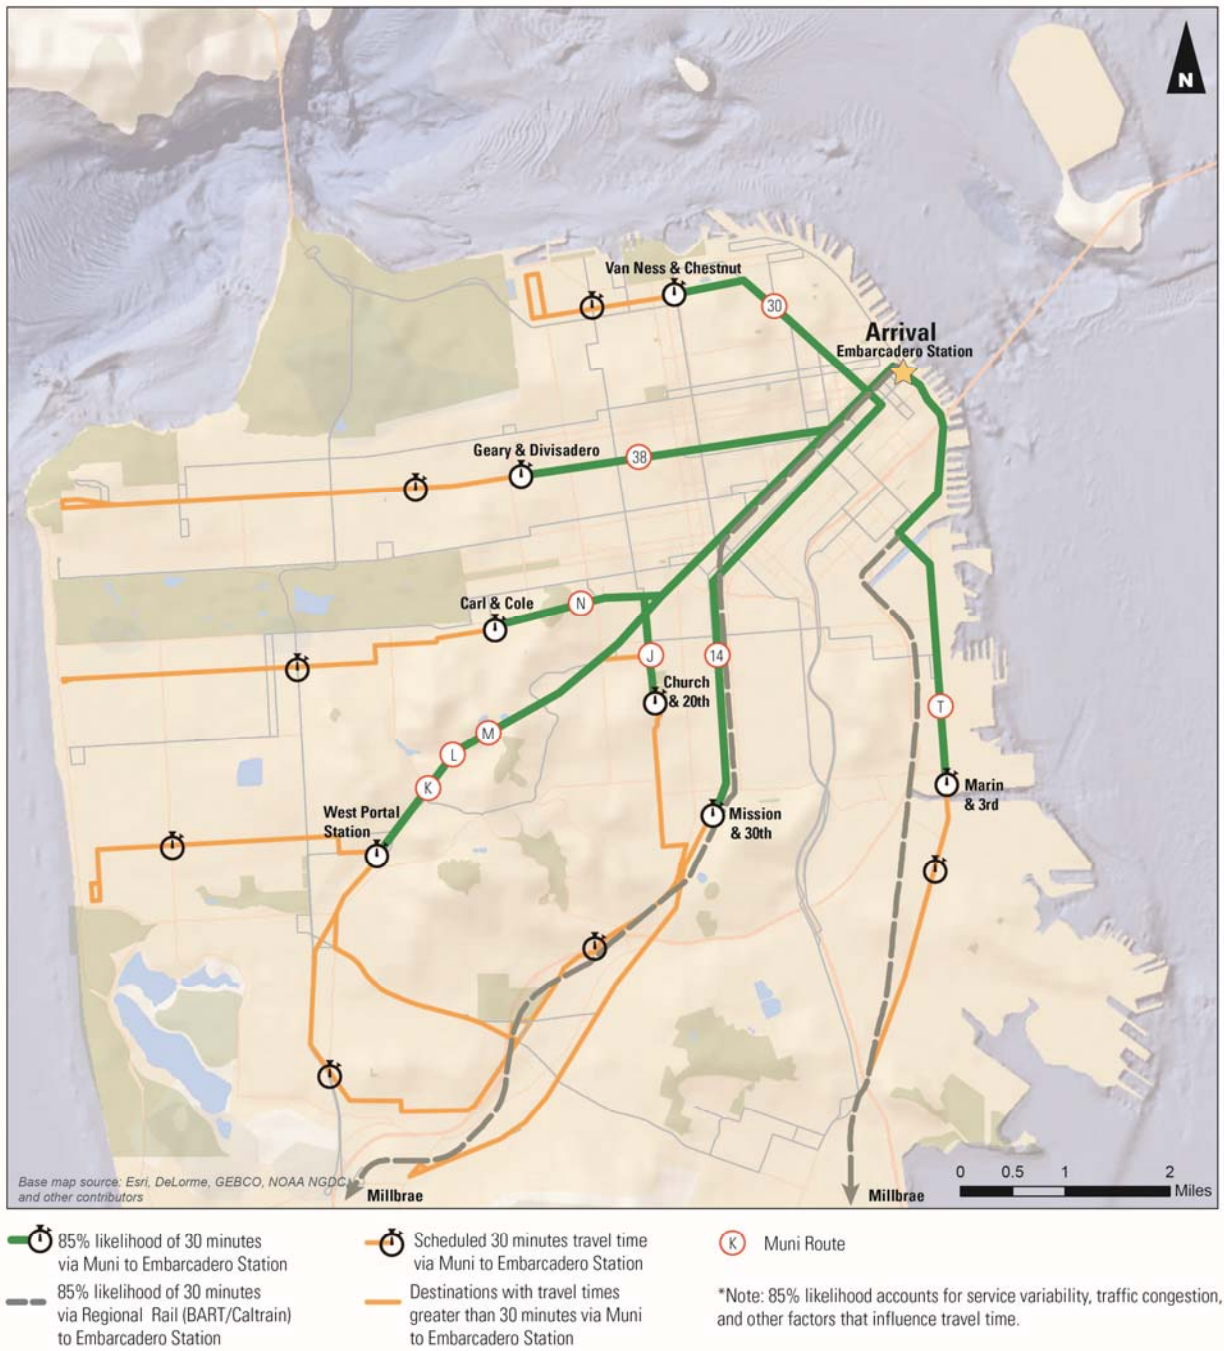 N
Van Ness & Chestnut
30
Arrival
Embarcadero Station
Geary & Divisadero
38
Carl & Cole
N
J
14
Church
& 20th
T
M
L
K
Marin
& 3rd
West Portal
Station
Mission
& 30th
0 0.5 1 2
Miles
Base map source: Esri, DeLorme, GEBCO, NOAA NGDC,
and other contributors
Millbrae
Millbrae
85% likelihood of 30 minutes
via Muni to Embarcadero Station
85% likelihood of 30 minutes
via Regional Rail (BART/Caltrain)
to Embarcadero Station
Scheduled 30 minutes travel time
via Muni to Embarcadero Station
Destinations with travel times
greater than 30 minutes via Muni
to Embarcadero Station
K Muni Route
*Note: 85% likelihood accounts for service variability, traffic congestion,
and other factors that influence travel time.